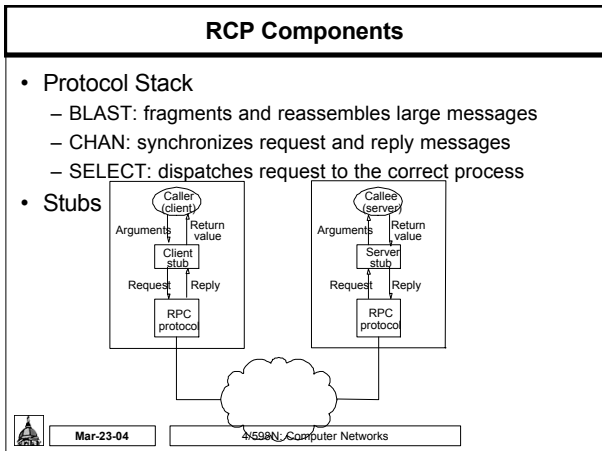 RCP Components
• Protocol Stack
– BLAST: fragments and reassembles large messages
– CHAN: synchronizes request and reply messages
– SELECT: dispatches request to the correct process
• Stubs
Caller
(client)
Arguments
Return
value
Client
stub
Request
Reply
RPC
protocol
Callee
(server)
Arguments
Return
value
Server
stub
Request
Reply
RPC
protocol
Mar-23-04
4/598N: Computer Networks